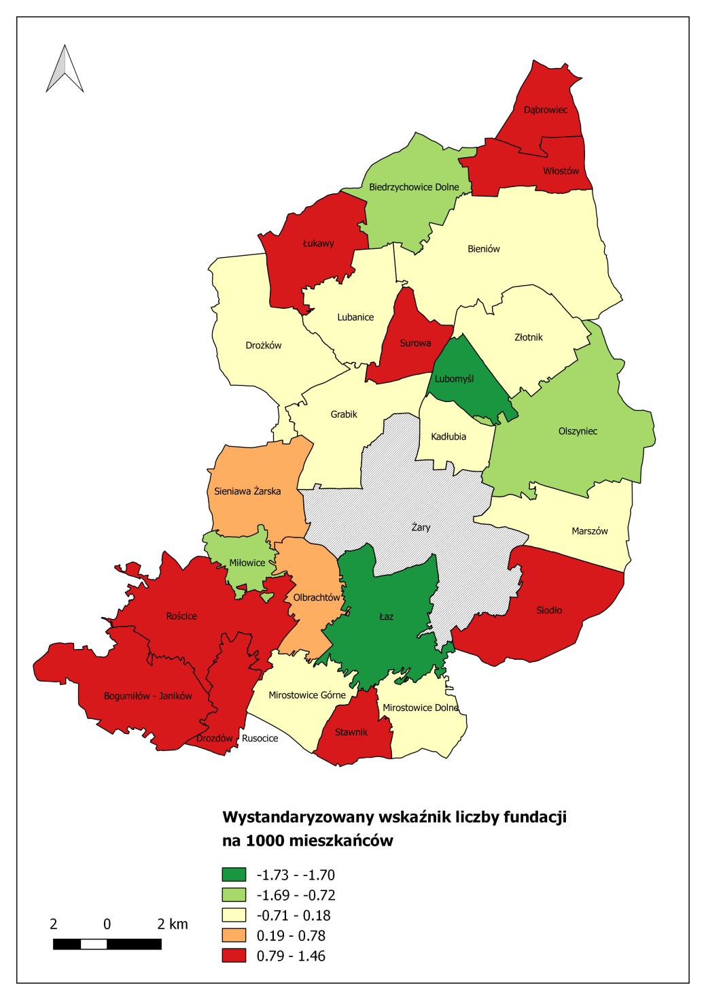 Dąbrowiec
Włostów
Biedrzychowice Dolne
Łukawy
Bieniów
Lubanice
Złotnik
Surowa
Drożków
Lubomyśl
Grabik
Olszyniec
Kadłubia
Sieniawa Żarska
Żary
Marszów
Miłowice
Olbrachtów
Siodło
Rościce
Łaz
Bogumiłów - Janików
Mirostowice Górne
Mirostowice Dolne
Stawnik
Drozdów
Rusocice
Wystandaryzowany wskaźnik liczby fundacji
na 1000 mieszkańców
-1.73 - -1.70
-1.69 - -0.72
-0.71 - 0.18
0.19 - 0.78
0.79 - 1.46
2 0 2 km